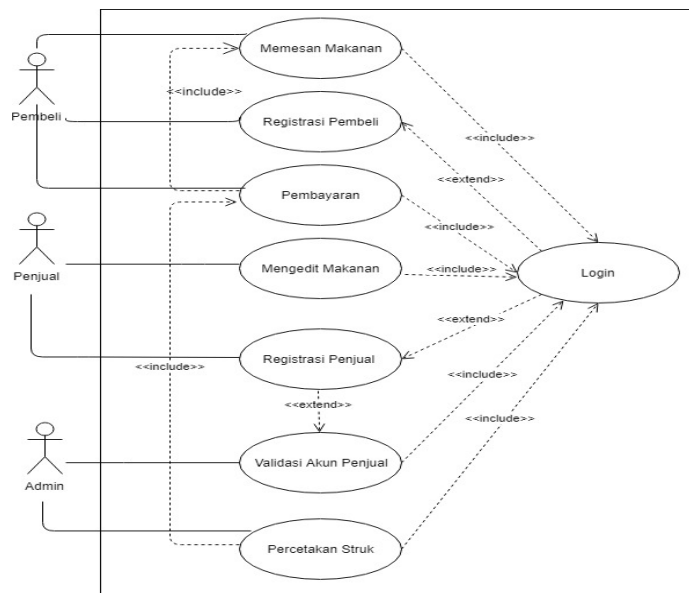 Memesan Makanan
<<include>>
Pembeli
Registrasi Pembeli
<<include>>
<<extend>>
Pembayaran
<<include>>
Penjual
Mengedit Makanan
<<include>>
Login
<<extend>>
Registrasi Penjual
<<include>>
<<include>>
<<extend>>
<<include>>
Admin
Validasi Akun Penjual
Percetakan Struk